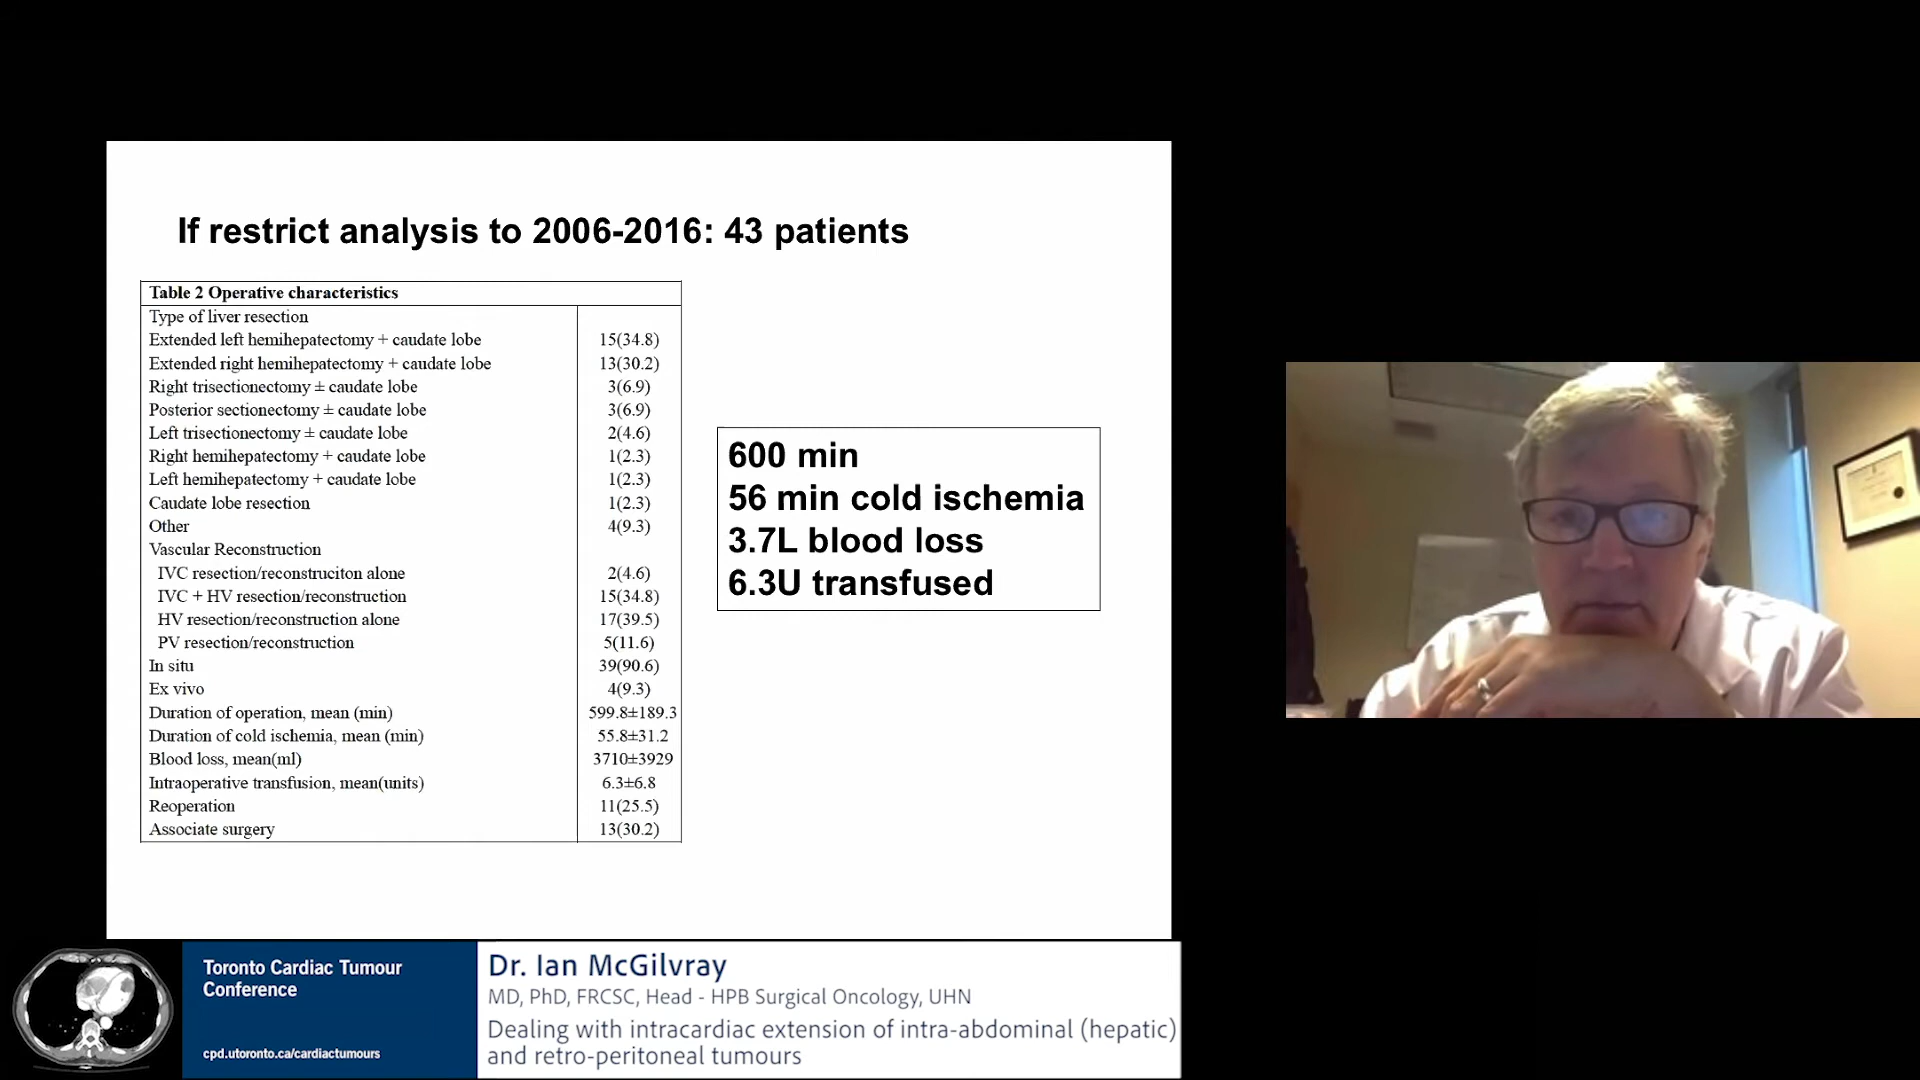 If restrict analysis to 2006-2016: 43 patients
Table 2 Operative characteristics
Type of liver resection
Extended left hemihepatectomy + caudate lobe 15(34.8)
Extended right hemihepatectomy + caudate lobe 13(30.2)
Right trisectionectomy ± caudate lobe 3(6.9)
Posterior sectionectomy ± caudate lobe 3(6.9)
Left trisectionectomy ± caudate lobe 2(4.6)
Right hemihepatectomy + caudate lobe 1(2.3)
Left hemihepatectomy + caudate lobe 1(2.3)
Caudate lobe resection 1(2.3)
Other 4(9.3)
Vascular Reconstruction
IVC resection/reconstruciton alone 2(4.6)
IVC + HV resection/reconstruction 15(34.8)
HV resection/reconstruction alone 17(39.5)
PV resection/reconstruction 5(11.6)
In situ 39(90.6)
Ex vivo 4(9.3)
Duration of operation, mean (min) 599.8±189.3
Duration of cold ischemia, mean (min) 55.8±31.2
Blood loss, mean(ml) 3710±3929
Intraoperative transfusion, mean(units) 6.3±6.8
Reoperation 11(25.5)
Associate surgery 13(30.2)
600 min
56 min cold ischemia
3.7L blood loss
6.3U transfused
Toronto Cardiac Tumour
Conference
cpd.utoronto.ca/cardiactumours
Dr. Ian McGilvray
MD, PhD, FRCSC, Head - HPB Surgical Oncology, UHN
Dealing with intracardiac extension of intra-abdominal (hepatic)
and retro-peritoneal tumours